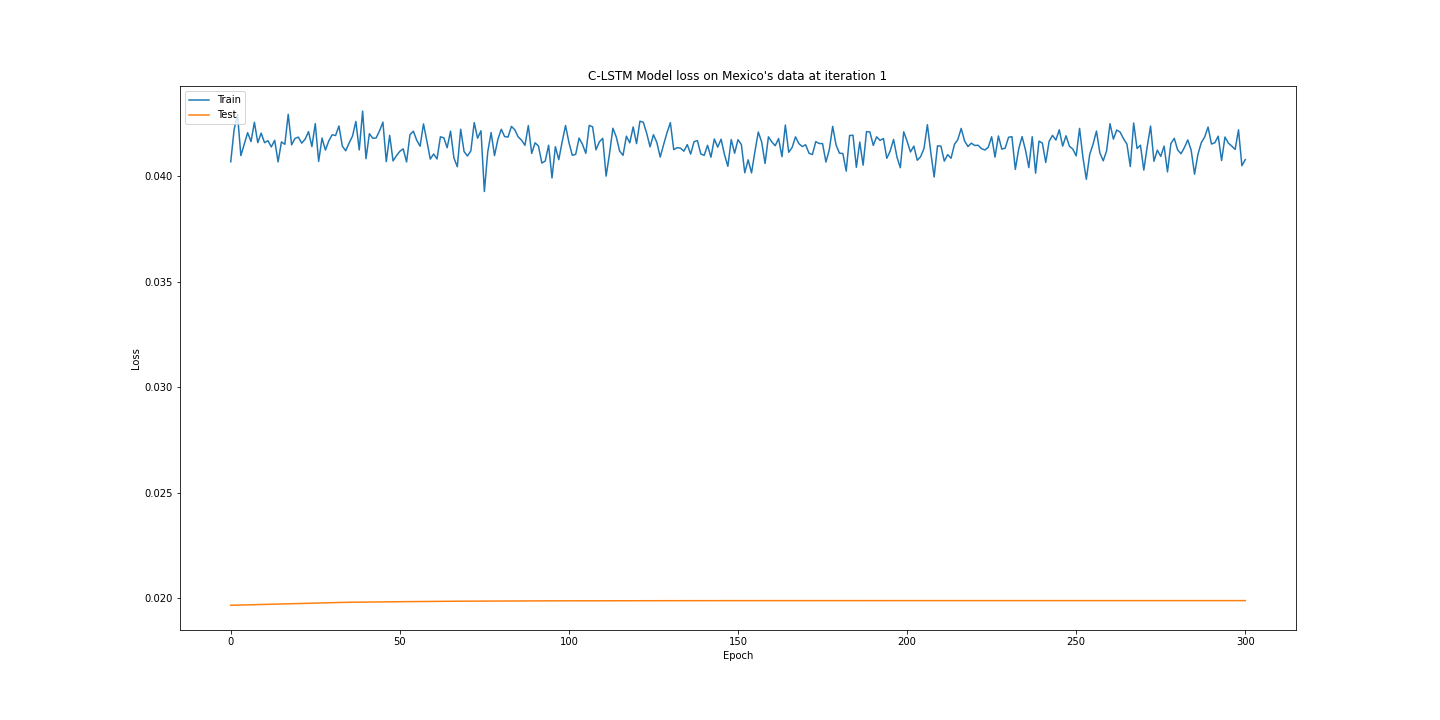 C-LSTM Model loss on Mexico's data at iteration 1
Train
Test
0.040
0.035
0.030
0.025
0.020
Loss
0 50 100 150 200 250 300
Epoch